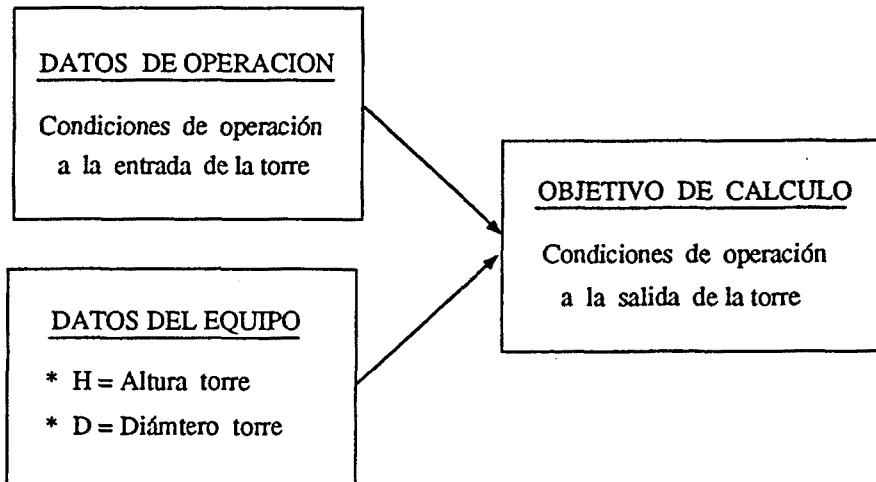 DATOS DE OPERACION
Condiciones de operación
a la entrada de la torre
DATOS DEL EQUIPO
* H = Altura torre
* D = Diámtero torre
OBJETIVO DE CALCULO
Condiciones de operación
a la salida de la torre